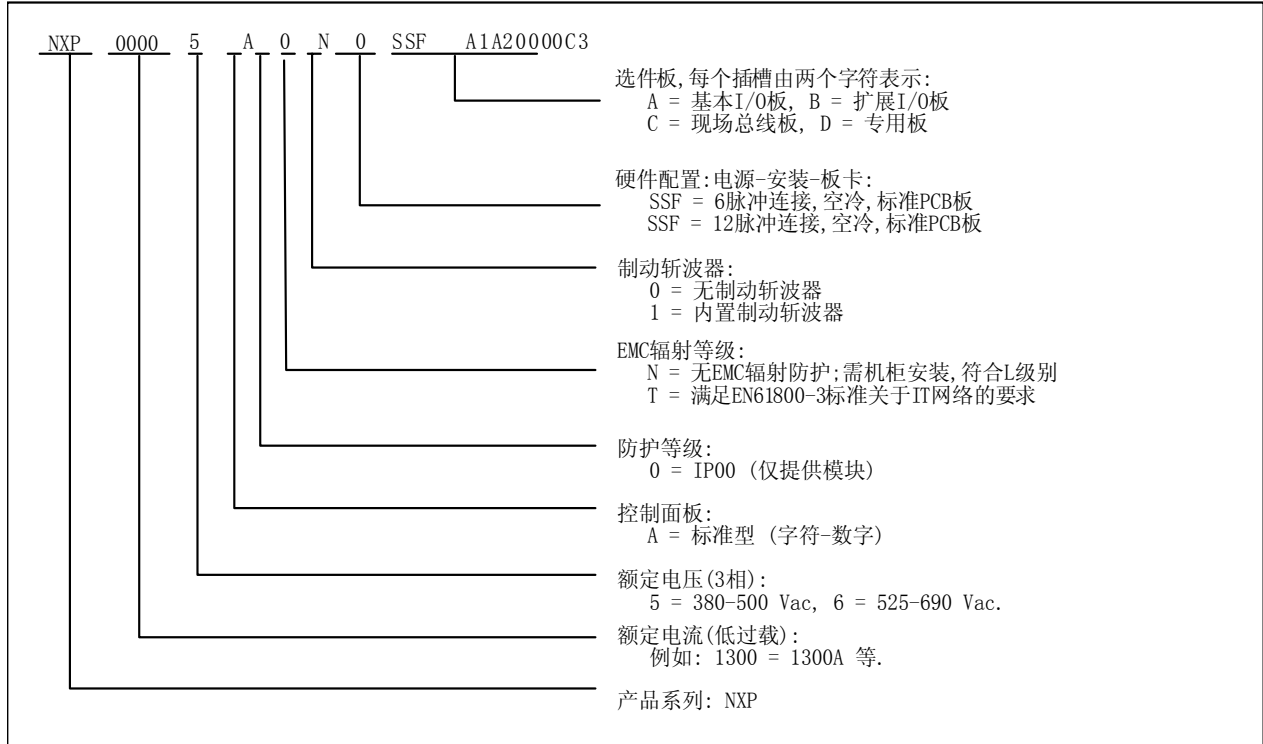 NXP 0000 5 A 0 N 0 SSF A1A20000C3
选件板,每个插槽由两个字符表示:
A = 基本I/O板, B = 扩展I/O板
C = 现场总线板, D = 专用板
硬件配置:电源-安装-板卡:
SSF = 6脉冲连接,空冷,标准PCB板
SSF = 12脉冲连接,空冷,标准PCB板
制动斩波器:
0 = 无制动斩波器
1 = 内置制动斩波器
EMC辐射等级:
N = 无EMC辐射防护;需机柜安装,符合L级别
T = 满足EN61800-3标准关于IT网络的要求
防护等级:
0 = IP00 (仅提供模块)
控制面板:
A = 标准型 (字符-数字)
额定电压(3相):
5 = 380-500 Vac, 6 = 525-690 Vac.
额定电流(低过载):
例如: 1300 = 1300A 等.
产品系列: NXP